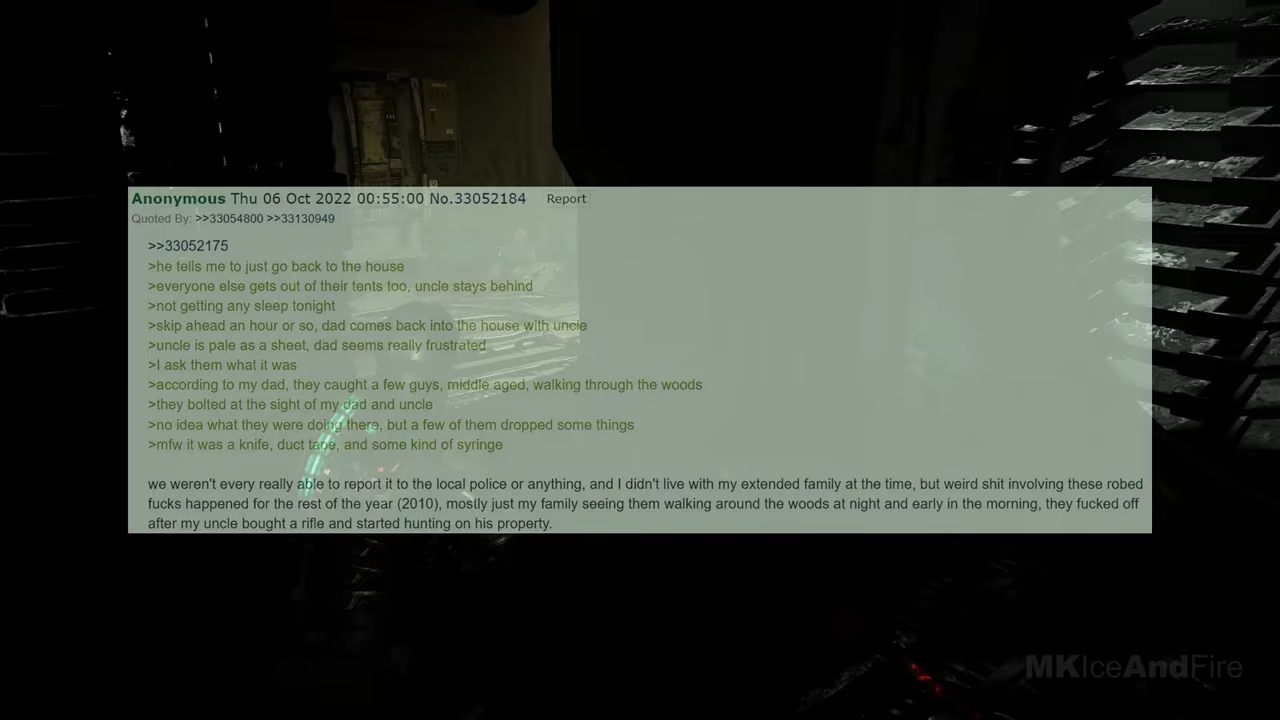 Anonymous Thu 06 Oct 2022 00:55:00 No.33052184 Report
Quoted By: >>33054800 >>33130949
>>33052175
>he tells me to just go back to the house
>everyone else gets out of their tents too, uncle stays behind
>not getting any sleep tonight
>skip ahead an hour or so, dad comes back into the house with uncle
>uncle is pale as a sheet, dad seems really frustrated
>I ask them what it was
>according to my dad, they caught a few guys, middle aged, walking through the woods
>they bolted at the sight of my dad and uncle
>no idea what they were doing there, but a few of them dropped some things
>mfw it was a knife, duct tape, and some kind of syringe
we weren't every really able to report it to the local police or anything, and I didn't live with my extended family at the time, but weird shit involving these robed
fucks happened for the rest of the year (2010), mostly just my family seeing them walking around the woods at night and early in the morning, they fucked off
after my uncle bought a rifle and started hunting on his property.
MKIceAndFire